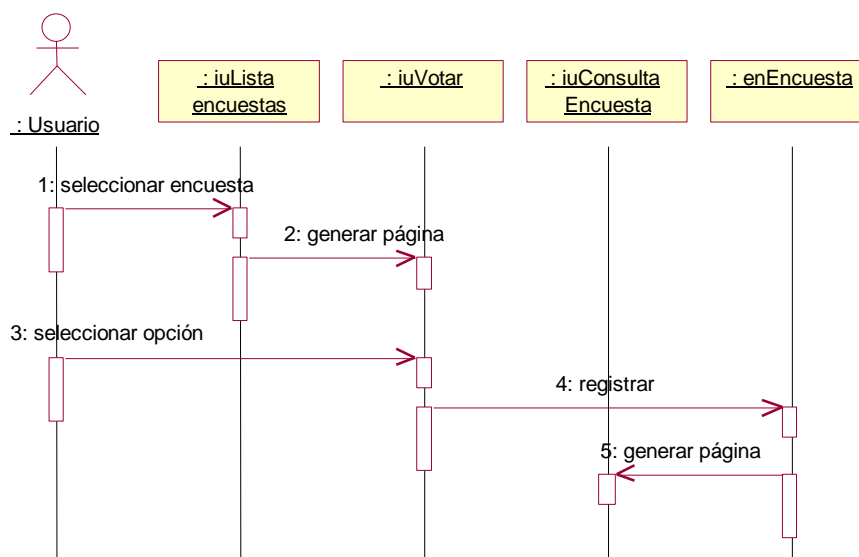 : Usuario
: iuLista
encuestas
: iuVotar
: iuConsulta
Encuesta
: enEncuesta
1: seleccionar encuesta
2: generar página
3: seleccionar opción
4: registrar
5: generar página